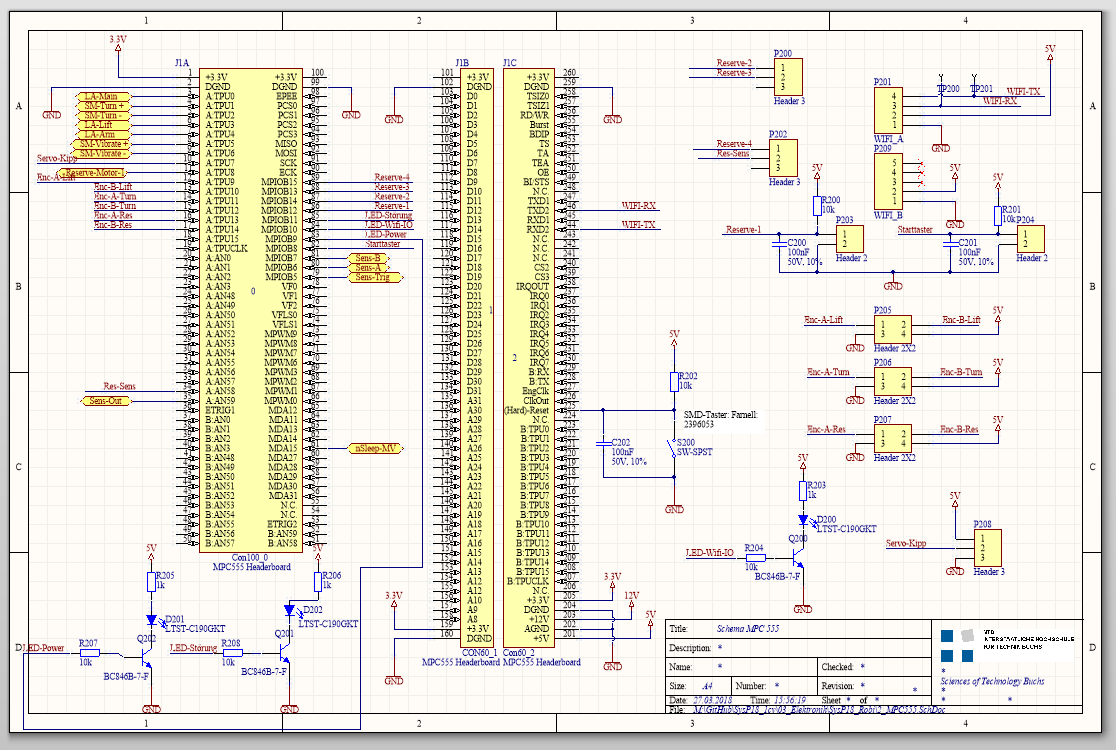 1 2 3 4
3.3V
J1A
J1B J1C
P200
Reserve-2
Reserve-3
Header 3
P201
TP200 TP201
WIFI-TX
WIFI-RX
WIFI_A
5V
GND
LA-Main
SM-Turn +
SM-Turn -
LA-Lift
LA-Arm
SM-Vibrate +
SM-Vibrate -
Servo-Kipp
Reserve-Motor-1
Enc-A-Lift
Enc-B-Lift
Enc-A-Turn
Enc-B-Turn
Enc-A-Res
Enc-B-Res
+3.3V
DGND
A:TPU0 EPEE
A:TPU1 PCS0
A:TPU2 PCS1
A:TPU3 PCS2
A:TPU4 PCS3
A:TPU5 MISO
A:TPU6 MOSI
A:TPU7 SCK
A:TPU8 ECK
A:TPU9 MPIOB15
A:TPU10 MPIOB13
A:TPU11 MPIOB14
A:TPU12 MPIOB12
A:TPU13 MPIOB11
A:TPU14 MPIOB10
A:TPU15 MPIOB9
A:TPUCLK MPIOB8
A:AN0 MPIOB7
A:AN1 MPIOB6
A:AN2 MPIOB5
A:AN3 VF0
A:AN48 VF1
A:AN49 VF2
A:AN50 VFLS0
A:AN51 VFLS1
A:AN52 MPWM9
A:AN53 MPWM8
A:AN54 MPWM7
A:AN55 MPWM6
A:AN56 MPWM3
A:AN57 MPWM2
A:AN58 MPWM1
A:AN59 MPWM0
ETRIG1 MDA12
B:AN0 MDA11
B:AN1 MDA13
B:AN2 MDA14
B:AN3 MDA15
B:AN48 MDA27
B:AN49 MDA28
B:AN50 MDA29
B:AN51 MDA30
B:AN52 MDA31
B:AN53 N.C.
B:AN54 N.C.
B:AN55 ETRIG2
B:AN56 B:AN59
B:AN57 B:AN58
Con100_0
MPC555 Headerboard
Reserve-4
Reserve-3
Reserve-2
Reserve-1
LED-Störung
LED-Wifi-IO
LED-Power
Starttaster
Sens-B
Sens-A
Sens-Trig
Res-Sens
Sens-Out
nSleep-MV
D0 TSIZ0
D1 TSIZ1
D2 RD/WR
D3 Burst
D4 BDIP
D5 TS
D6 TA
D7 TEA
D8 OE
D9 BI/STS
D10 N.C.
D11 TXD1
D12 TXD2
D13 RXD1
D14 RXD2
D15 N.C.
D16 N.C.
D17 N.C.
D18 CS2
D19 CS3
D20 IRQOUT
D21 IRQ0
D22 IRQ1
D23 IRQ2
D24 IRQ3
D25 IRQ4
D26 IRQ5
D27 IRQ6
D28 IRQ7
D29 B:RX
D30 B:TX
D31 EngClk
A31 ClkOut
A30 (Hard)-Reset
A29 N.C.
A28 B:TPU0
A27 B:TPU1
A26 B:TPU2
A25 B:TPU3
A24 B:TPU4
A23 B:TPU5
A22 B:TPU6
A21 B:TPU7
A20 B:TPU8
A19 B:TPU9
A18 B:TPU10
A17 B:TPU11
A16 B:TPU12
A15 B:TPU13
A14 B:TPU14
A13 B:TPU15
A12 B:TPUCLK
A11 N.C.
A10 +3.3V
A9 DGND
A8 +12V
+3.3V AGND
DGND +5V
CON60_1 Con60_2
MPC555 Headerboard MPC555 Headerboard
WIFI-RX
WIFI-TX
P202
Reserve-4
Res-Sens
Header 3
P209
WIFI_B
R200
10k
P203
Reserve-1
C200
100nF
50V, 10%
Header 2
R201
10k
P204
Starttaster
C201
100nF
50V, 10%
Header 2
GND
P205
Enc-A-Lift Enc-B-Lift
Header 2X2
P206
Enc-A-Turn Enc-B-Turn
Header 2X2
P207
Enc-A-Res Enc-B-Res
Header 2X2
R202
10k
SMD-Taster: Farnell:
2396053
C202
100nF
50V, 10%
S200
SW-SPST
GND
R203
1k
D200
LTST-C190GKT
LED-Wifi-IO
R204
10k
Q200
BC846B-7-F
GND
P208
Servo-Kipp
Header 3
R205
1k
D201
LTST-C190GKT
LED-Power
R207
10k
Q202
BC846B-7-F
GND
R206
1k
D202
LTST-C190GKT
LED-Störung
R208
10k
Q201
BC846B-7-F
GND
3.3V
12V
5V
Title: Schema MPC 555
Description: *
Name: * Checked: *
Size: A4 Number: * Revision: *
Date: 27.03.2018 Time: 15:56:19 Sheet * of *
File: M:\GitHub\SysP18_1cy\03_Elektronik\SysP18_Robi\2_MPC555.SchDoc
NTB
INTERSTAATLICHE HOCHSCHULE
FÜR TECHNIK BUCHS
Sciences of Technology Buchs
1 2 3 4